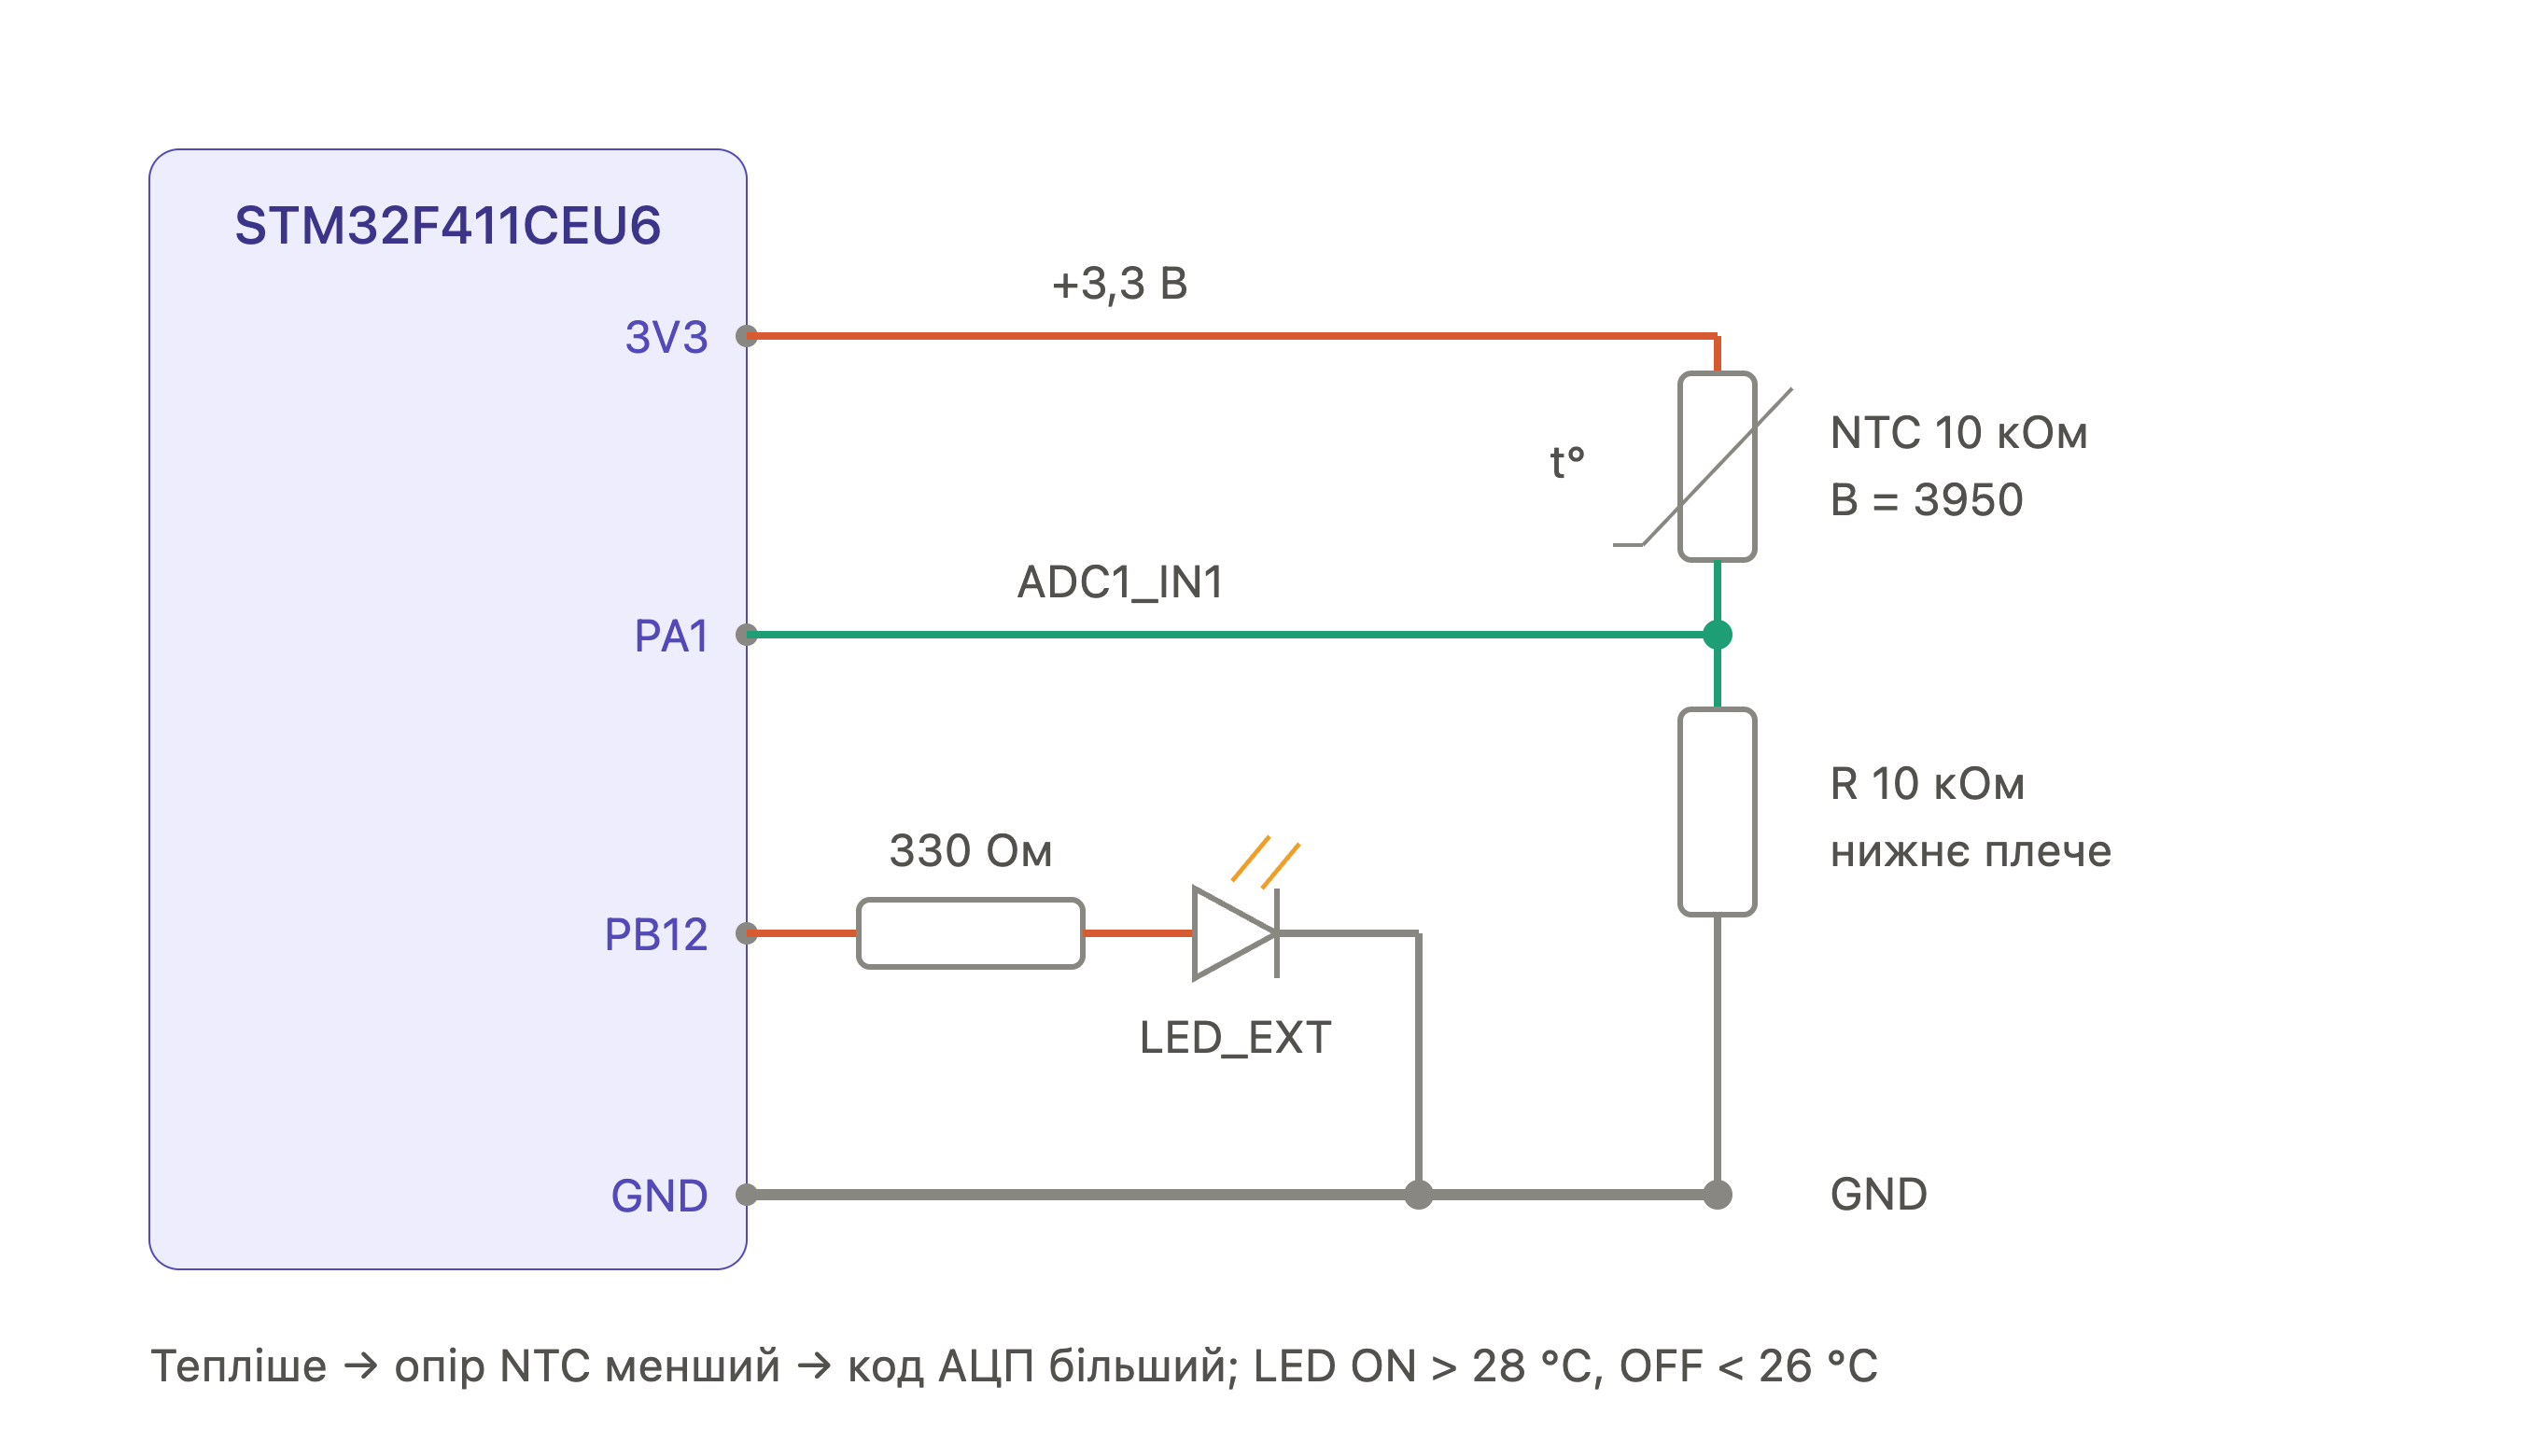 STM32F411CEU6
+3,3 В
3V3
t°
NTC 10 кОм
B = 3950
ADC1_IN1
PA1
R 10 кОм
нижнє плече
330 Ом
PB12
LED_EXT
GND
GND
Тепліше → опір NTC менший → код АЦП більший; LED ON > 28 °C, OFF < 26 °C